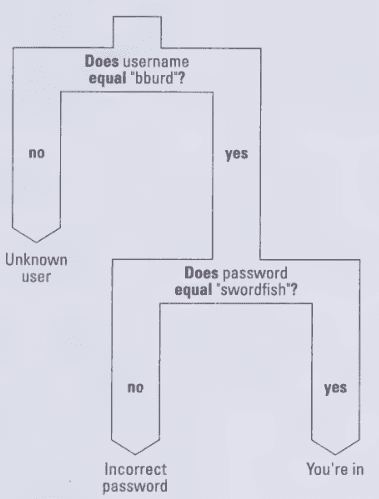 Does username
equal "bburd"?
no
yes
Unknown
user
Does password
equal "swordfish"?
no
yes
Incorrect
password
You're in